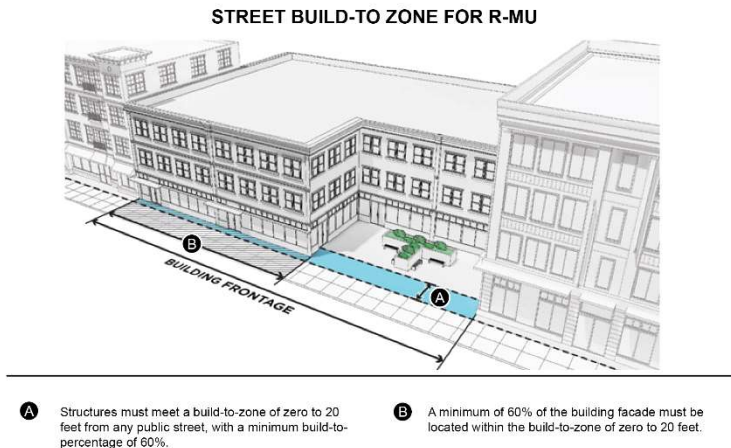 STREET BUILD-TO ZONE FOR R-MU
B
BUILDING FRONTAGE
A
A
Structures must meet a build-to-zone of zero to 20
feet from any public street, with a minimum build-to-
percentage of 60%.
B
A minimum of 60% of the building facade must be
located within the build-to-zone of zero to 20 feet.